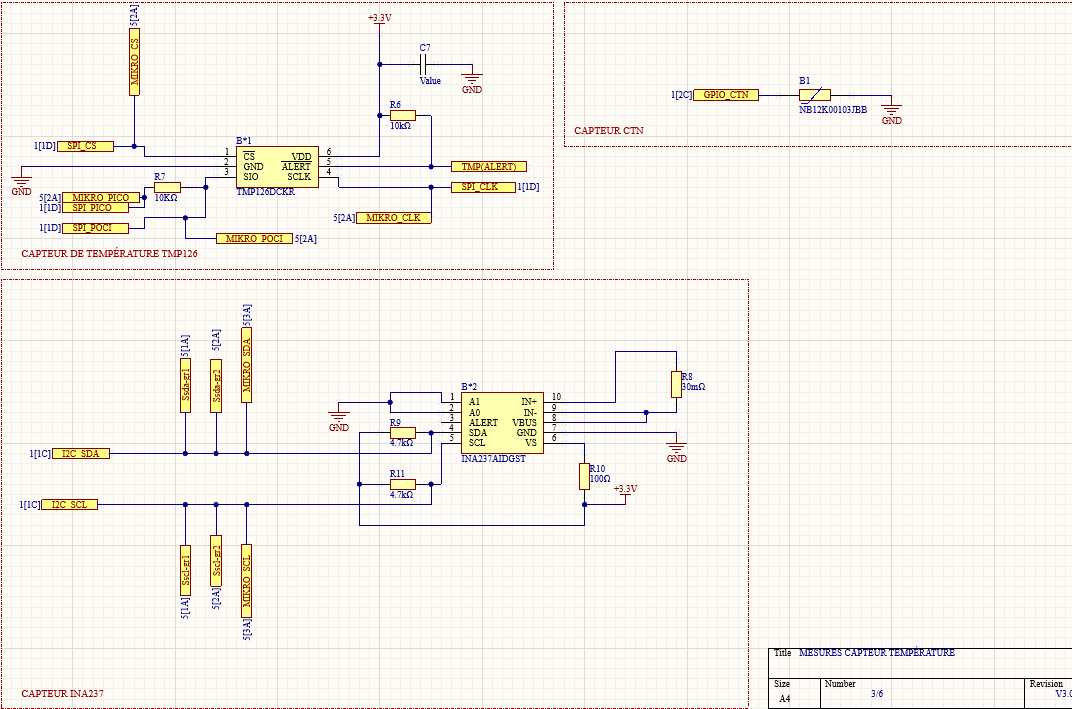 5[2A]
MIKRO_CS
+3.3V
C7
Value
GND
R6
10kΩ
1[1D] SPI_CS
B*1
1 CS VDD 6
2 GND ALERT 5
3 SIO SCLK 4
TMP126DCKR
TMP(ALERT)
SPI_CLK 1[1D]
5[2A] MIKRO_CLK
GND
R7
10KΩ
5[2A] MIKRO_PICO
1[1D] SPI_PICO
1[1D] SPI_POCI
MIKRO_POCI 5[2A]
CAPTEUR DE TEMPÉRATURE TMP126
B1
1[2C] GPIO_CTN
NB12K00103JBB
GND
CAPTEUR CTN
5[1A]
Ssda-gr1
5[2A]
Ssda-gr2
5[3A]
MIKRO_SDA
1[1C] I2C_SDA
GND
B*2
1 A1 IN+ 10
2 A0 IN- 9
3 ALERT VBUS 8
4 SDA GND 7
5 SCL VS 6
INA237AIDGST
R9
4.7kΩ
R11
4.7kΩ
R8
30mΩ
GND
R10
100Ω
+3.3V
1[1C] I2C_SCL
Sscl-gr1
5[1A]
Sscl-gr2
5[2A]
MIKRO_SCL
5[3A]
CAPTEUR INA237
Title MESURES CAPTEUR TEMPÉRATURE
Size
A4
Number
3/6
Revision
V3.0